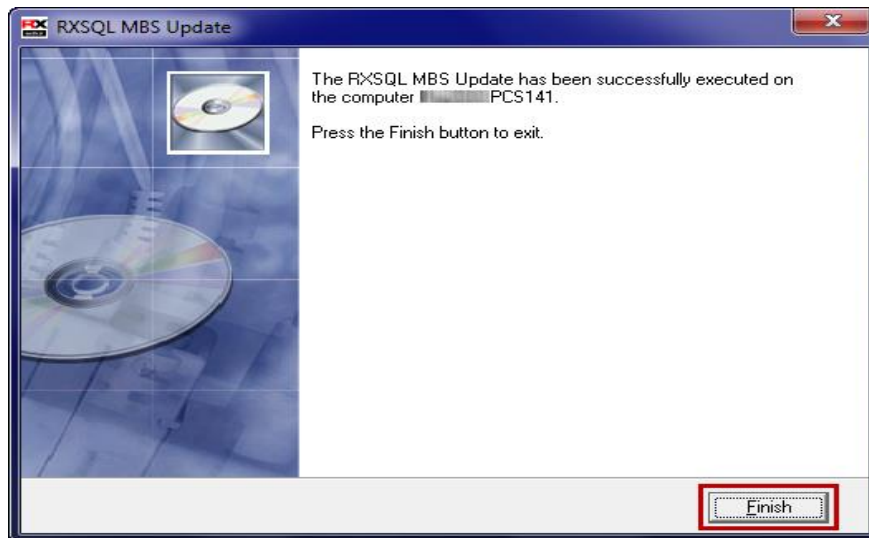 RX
RXSQL MBS Update
The RXSQL MBS Update has been successfully executed on
the computer PCS141.
Press the Finish button to exit.
Finish